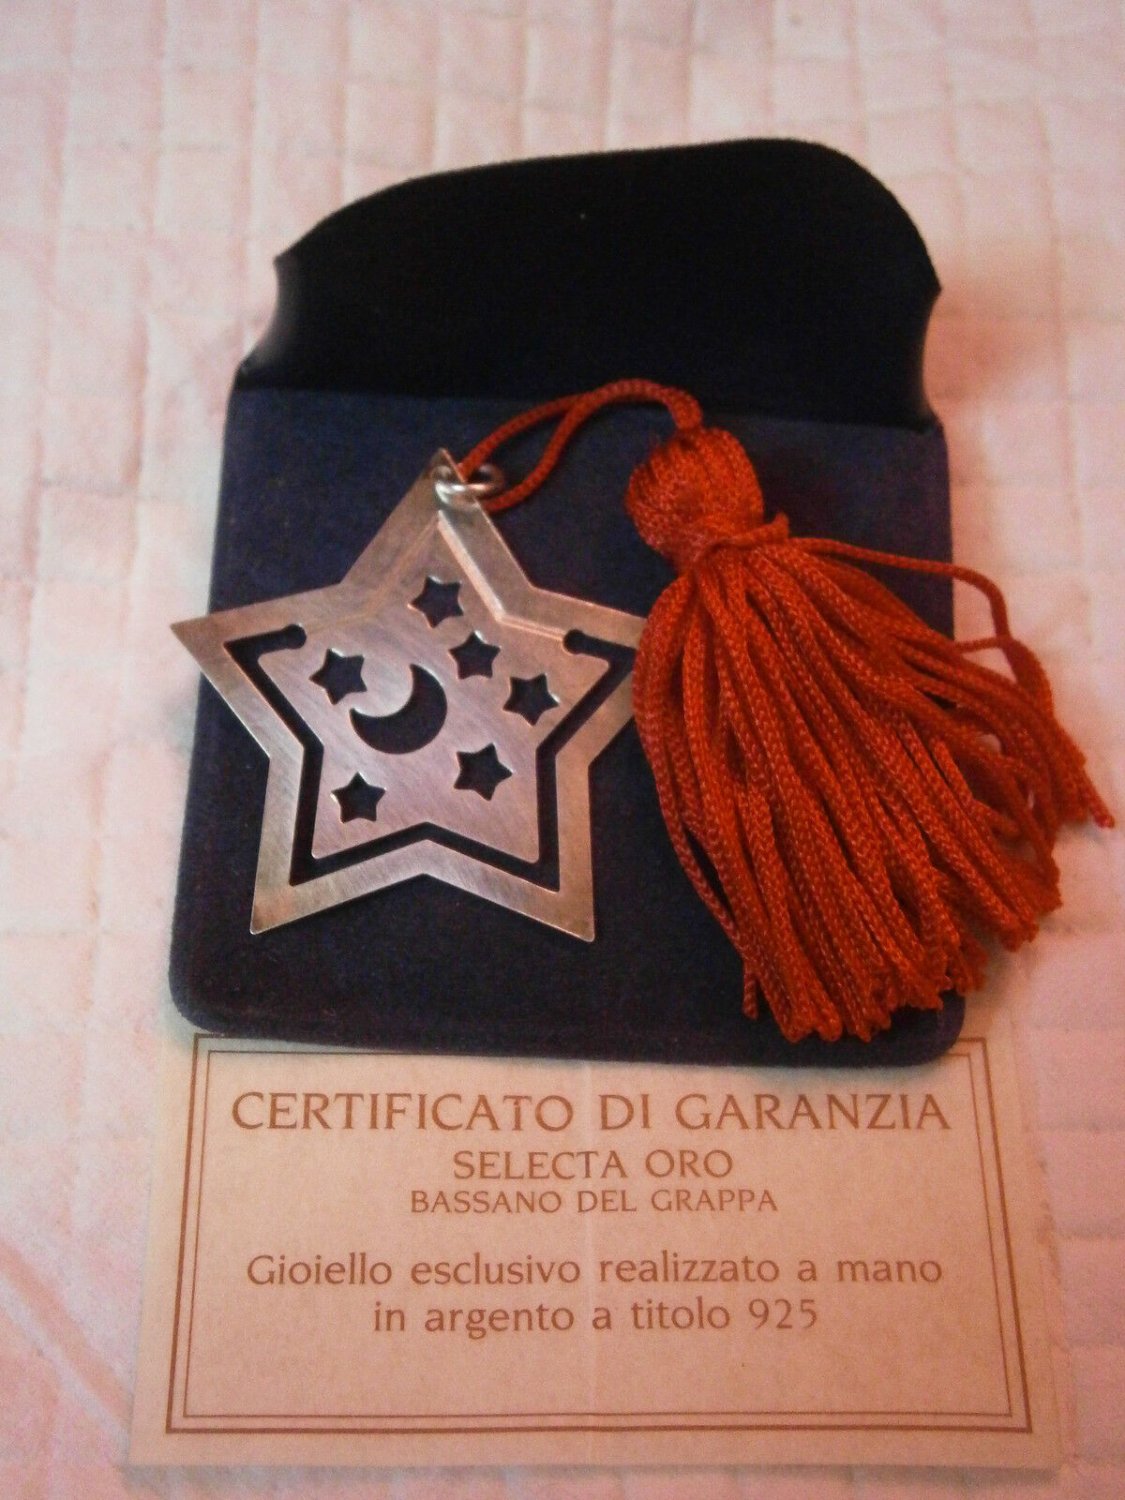 CERTIFICATO DI GARANZIA
SELECTA ORO
BASSANO DEL GRAPPA
Gioiello esclusivo realizzato a mano
in argento a titolo 925